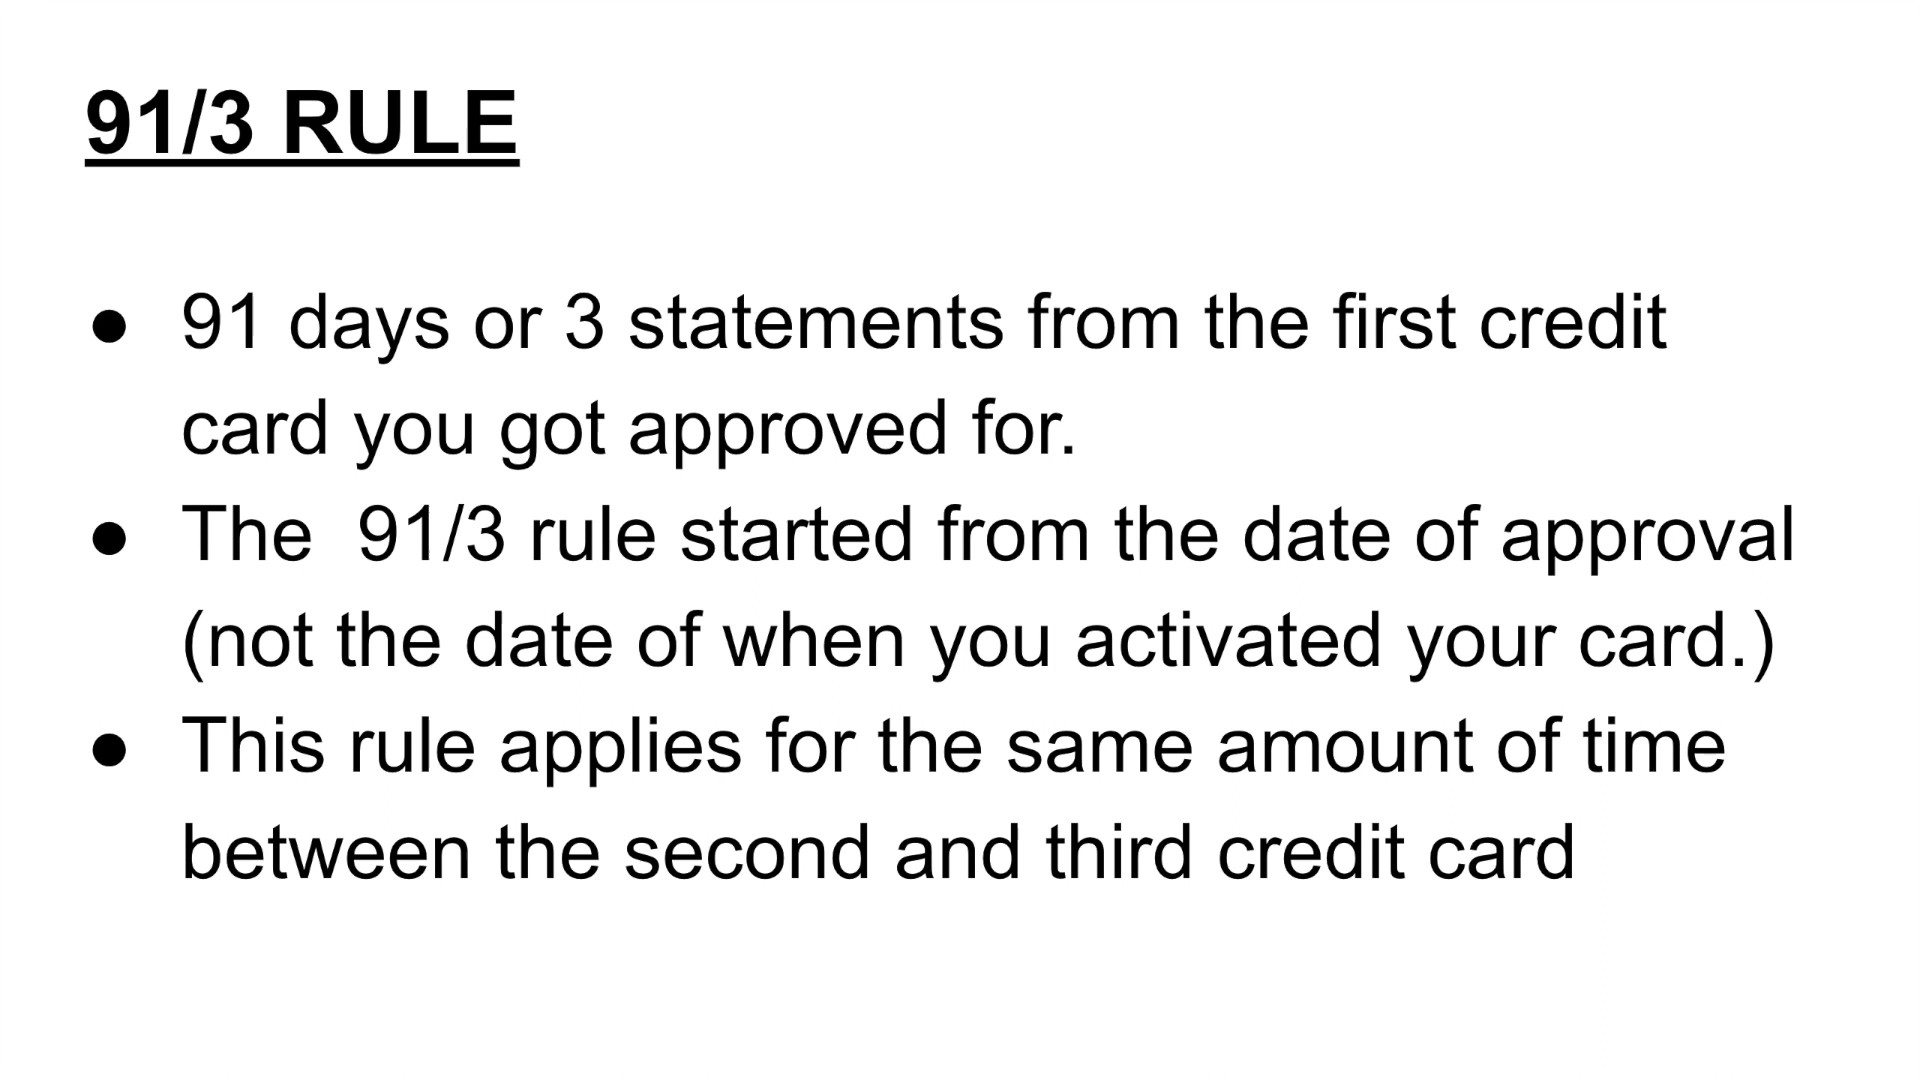 91/3 RULE
● 91 days or 3 statements from the first credit
card you got approved for.
● The  91/3 rule started from the date of approval
(not the date of when you activated your card.)
● This rule applies for the same amount of time
between the second and third credit card